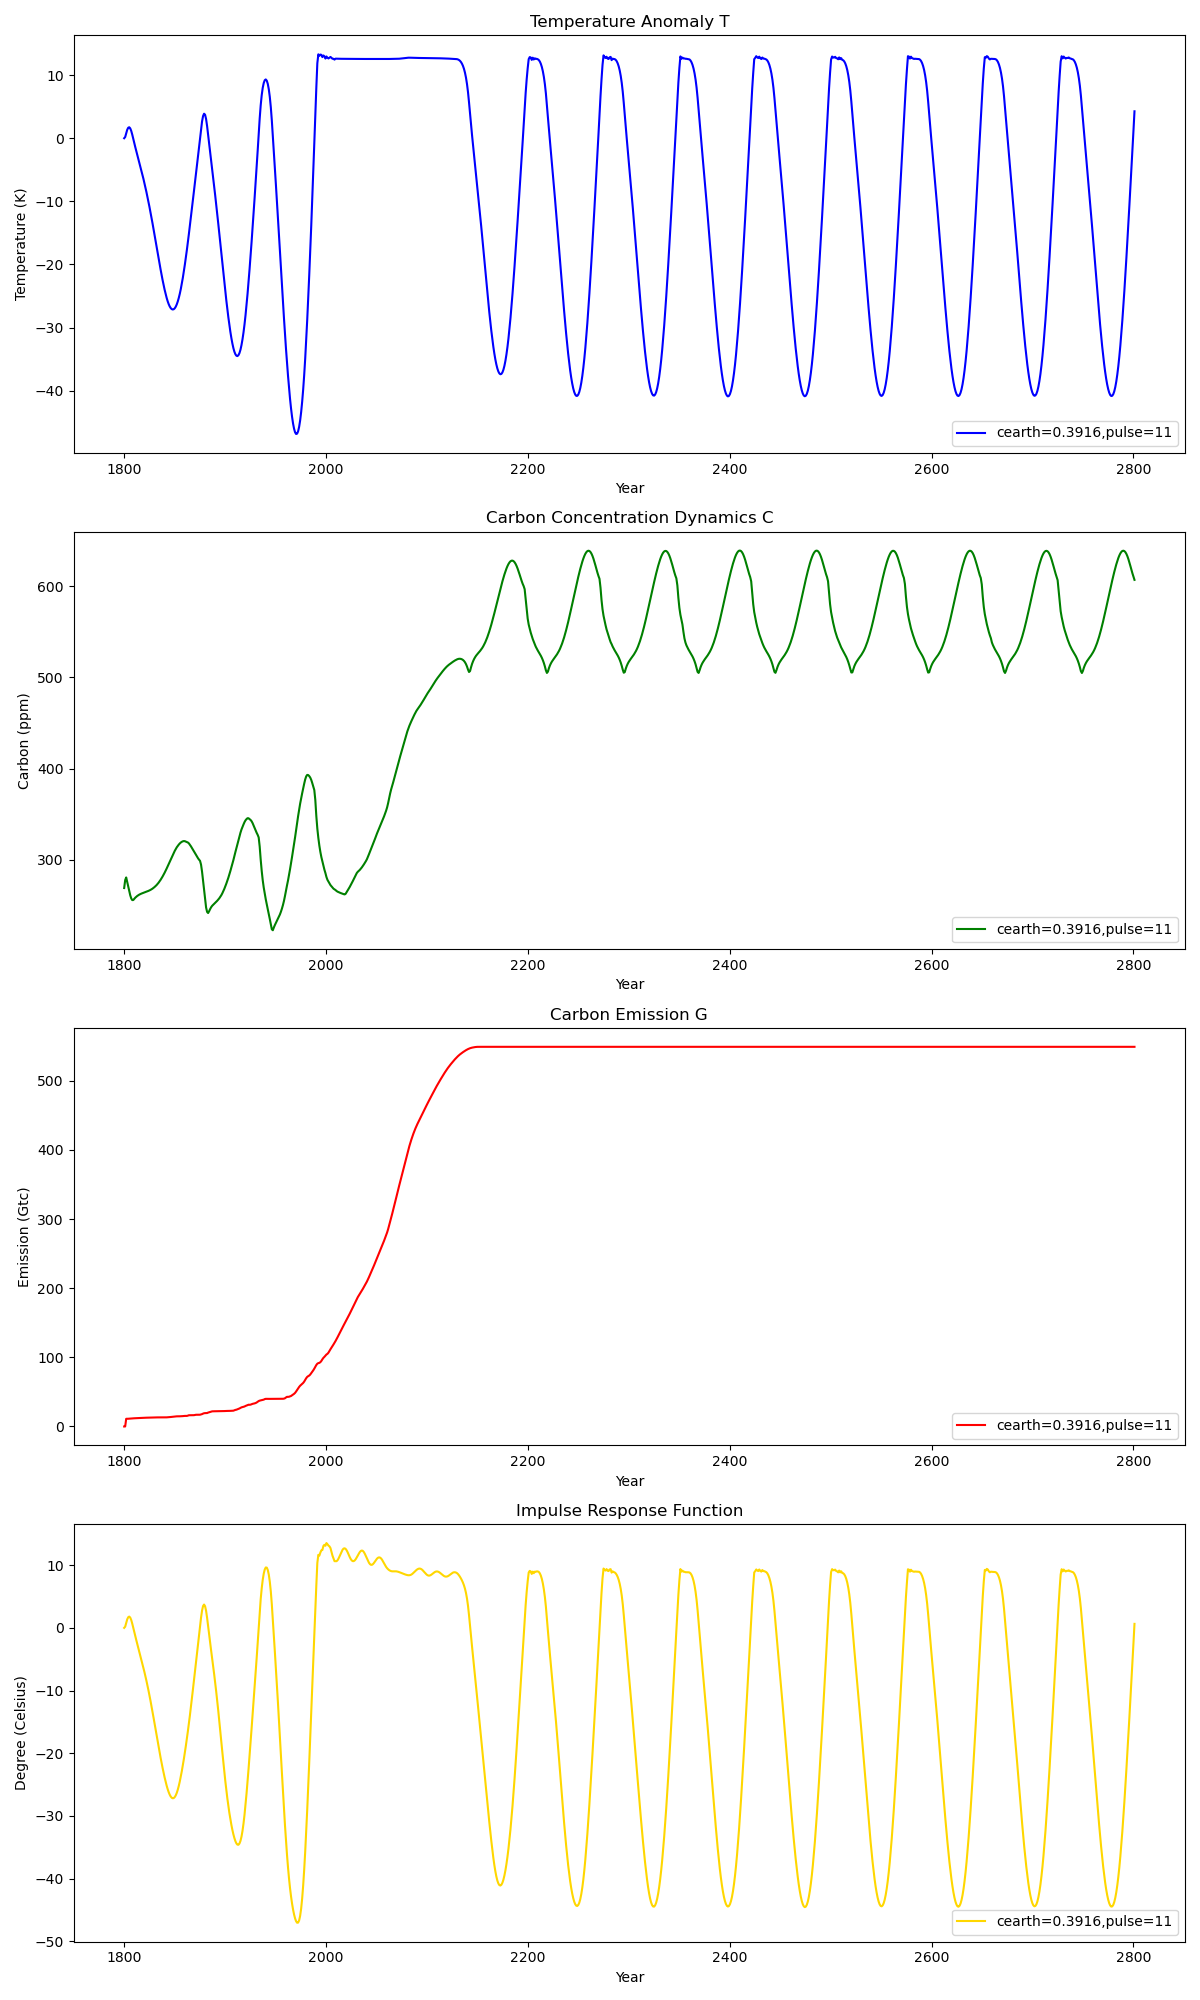 Temperature Anomaly T
10
0
−10
−20
−30
−40
Temperature (K)
cearth=0.3916,pulse=11
1800 2000 2200 2400 2600 2800
Year
Carbon Concentration Dynamics C
600
500
400
300
Carbon (ppm)
cearth=0.3916,pulse=11
1800 2000 2200 2400 2600 2800
Year
Carbon Emission G
500
400
300
200
100
0
Emission (Gtc)
cearth=0.3916,pulse=11
1800 2000 2200 2400 2600 2800
Year
Impulse Response Function
10
0
−10
−20
−30
−40
−50
Degree (Celsius)
cearth=0.3916,pulse=11
1800 2000 2200 2400 2600 2800
Year